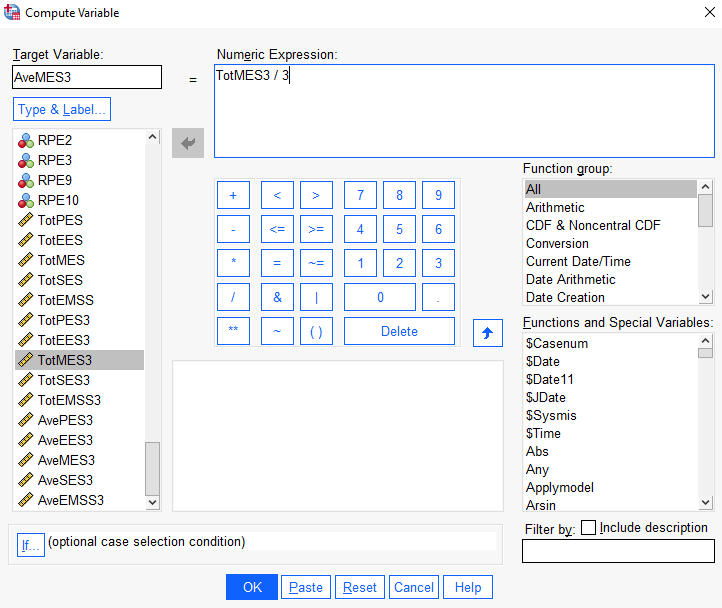 Compute Variable
Target Variable:
AveMES3
=
Numeric Expression:
TotMES3 / 3
Type & Label...
RPE2
RPE3
RPE9
RPE10
TotPES
TotEES
TotMES
TotSES
TotEMSS
TotPES3
TotEES3
TotMES3
TotSES3
TotEMSS3
AvePES3
AveEES3
AveMES3
AveSES3
AveEMSS3
+ < > 7 8 9
- <= >= 4 5 6
* = ~= 1 2 3
/ & | 0 .
** ~ ( ) Delete
Function group:
All
Arithmetic
CDF & Noncentral CDF
Conversion
Current Date/Time
Date Arithmetic
Date Creation
Functions and Special Variables:
$Casenum
$Date
$Date11
$JDate
$Sysmis
$Time
Abs
Any
Applymodel
Arsin
If... (optional case selection condition)
Filter by: Include description
OK Paste Reset Cancel Help